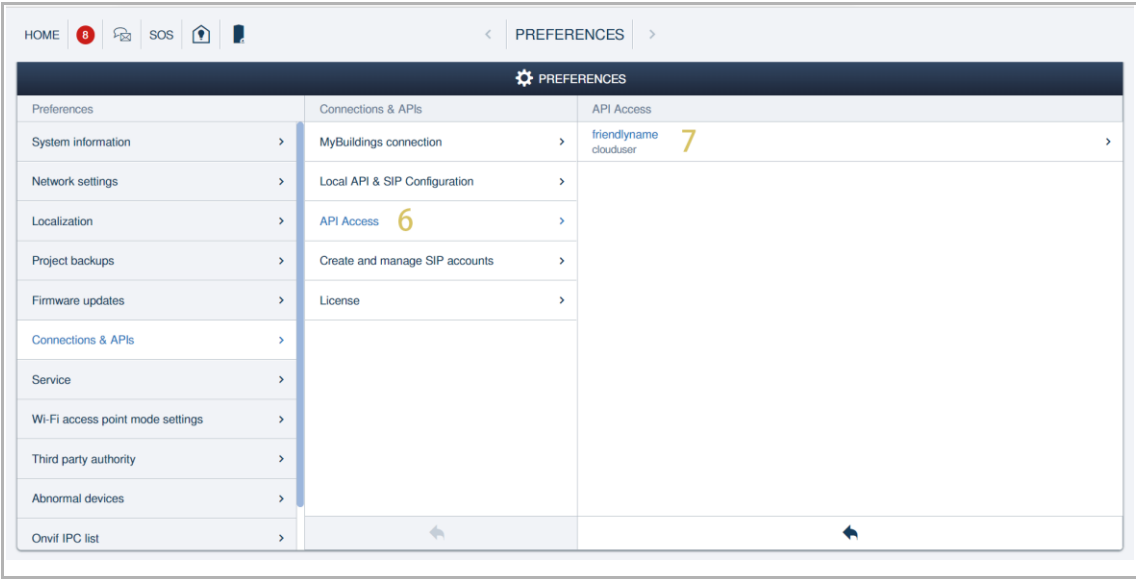 HOME 8 SOS PREFERENCES
PREFERENCES
Preferences
System information
Network settings
Localization
Project backups
Firmware updates
Connections & APIs
Service
Wi-Fi access point mode settings
Third party authority
Abnormal devices
Onvif IPC list
Connections & APIs
MyBuildings connection
Local API & SIP Configuration
API Access 6
Create and manage SIP accounts
License
API Access
friendlyname 7
clouduser